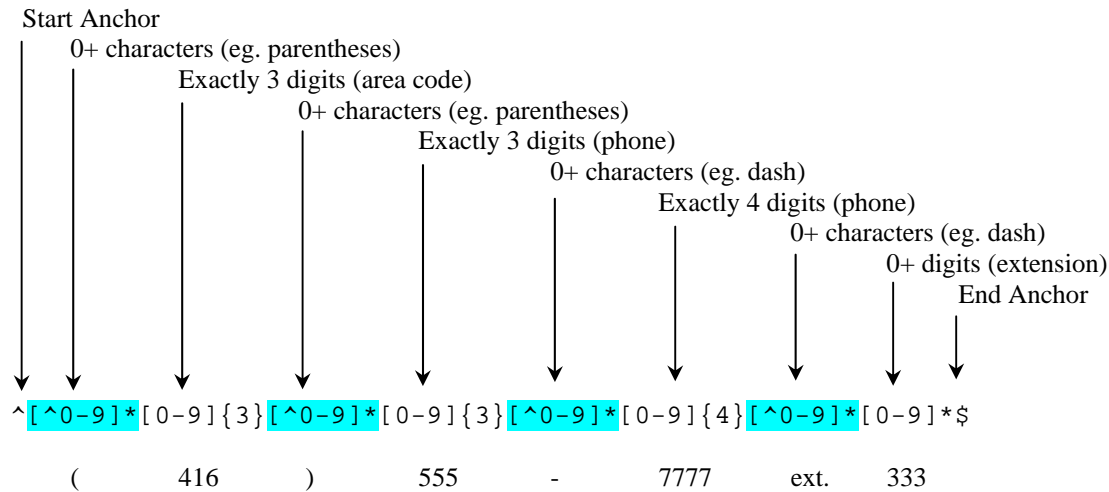 Start Anchor
0+ characters (eg. parentheses)
Exactly 3 digits (area code)
0+ characters (eg. parentheses)
Exactly 3 digits (phone)
0+ characters (eg. dash)
Exactly 4 digits (phone)
0+ characters (eg. dash)
0+ digits (extension)
End Anchor
^[^0-9]*[0-9]{3}[^0-9]*[0-9]{3}[^0-9]*[0-9]{4}[^0-9]*[0-9]*$
( 416 ) 555 - 7777 ext. 333